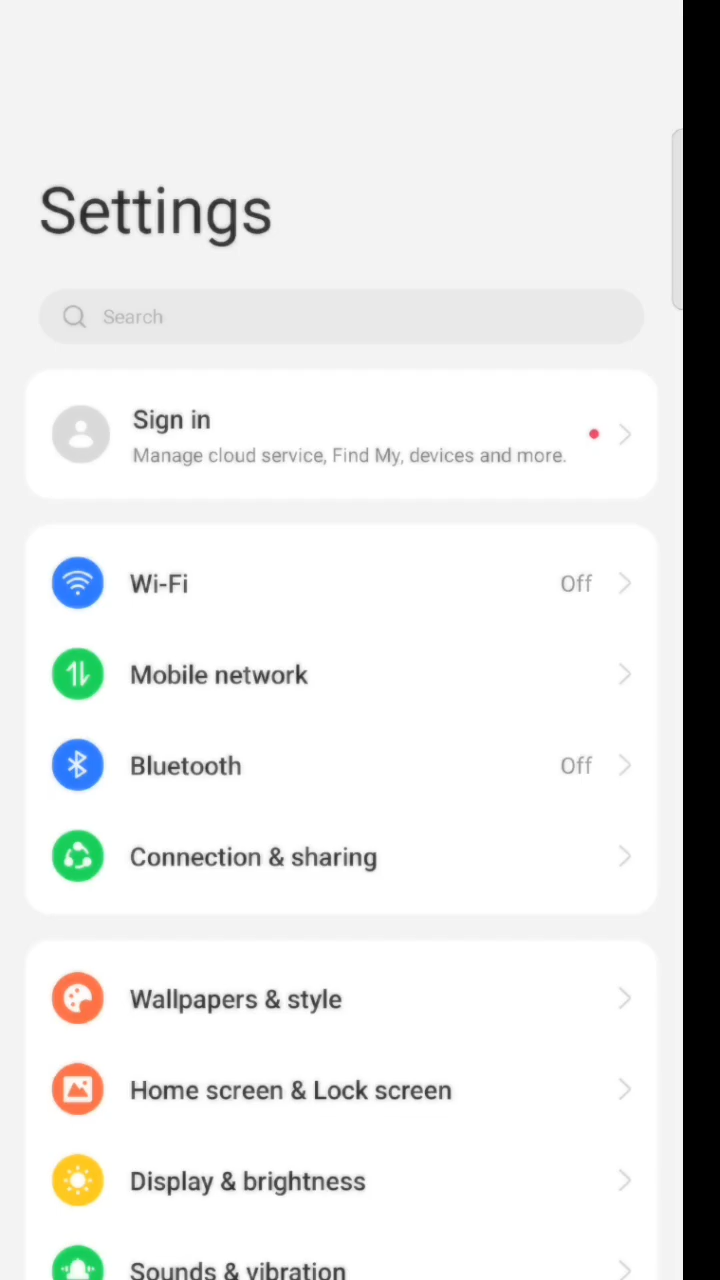 Settings
Search
Sign in
Manage cloud service, Find My, devices and more.
Wi-Fi Off
Mobile network
Bluetooth Off
Connection & sharing
Wallpapers & style
Home screen & Lock screen
Display & brightness
Sounds & vibration